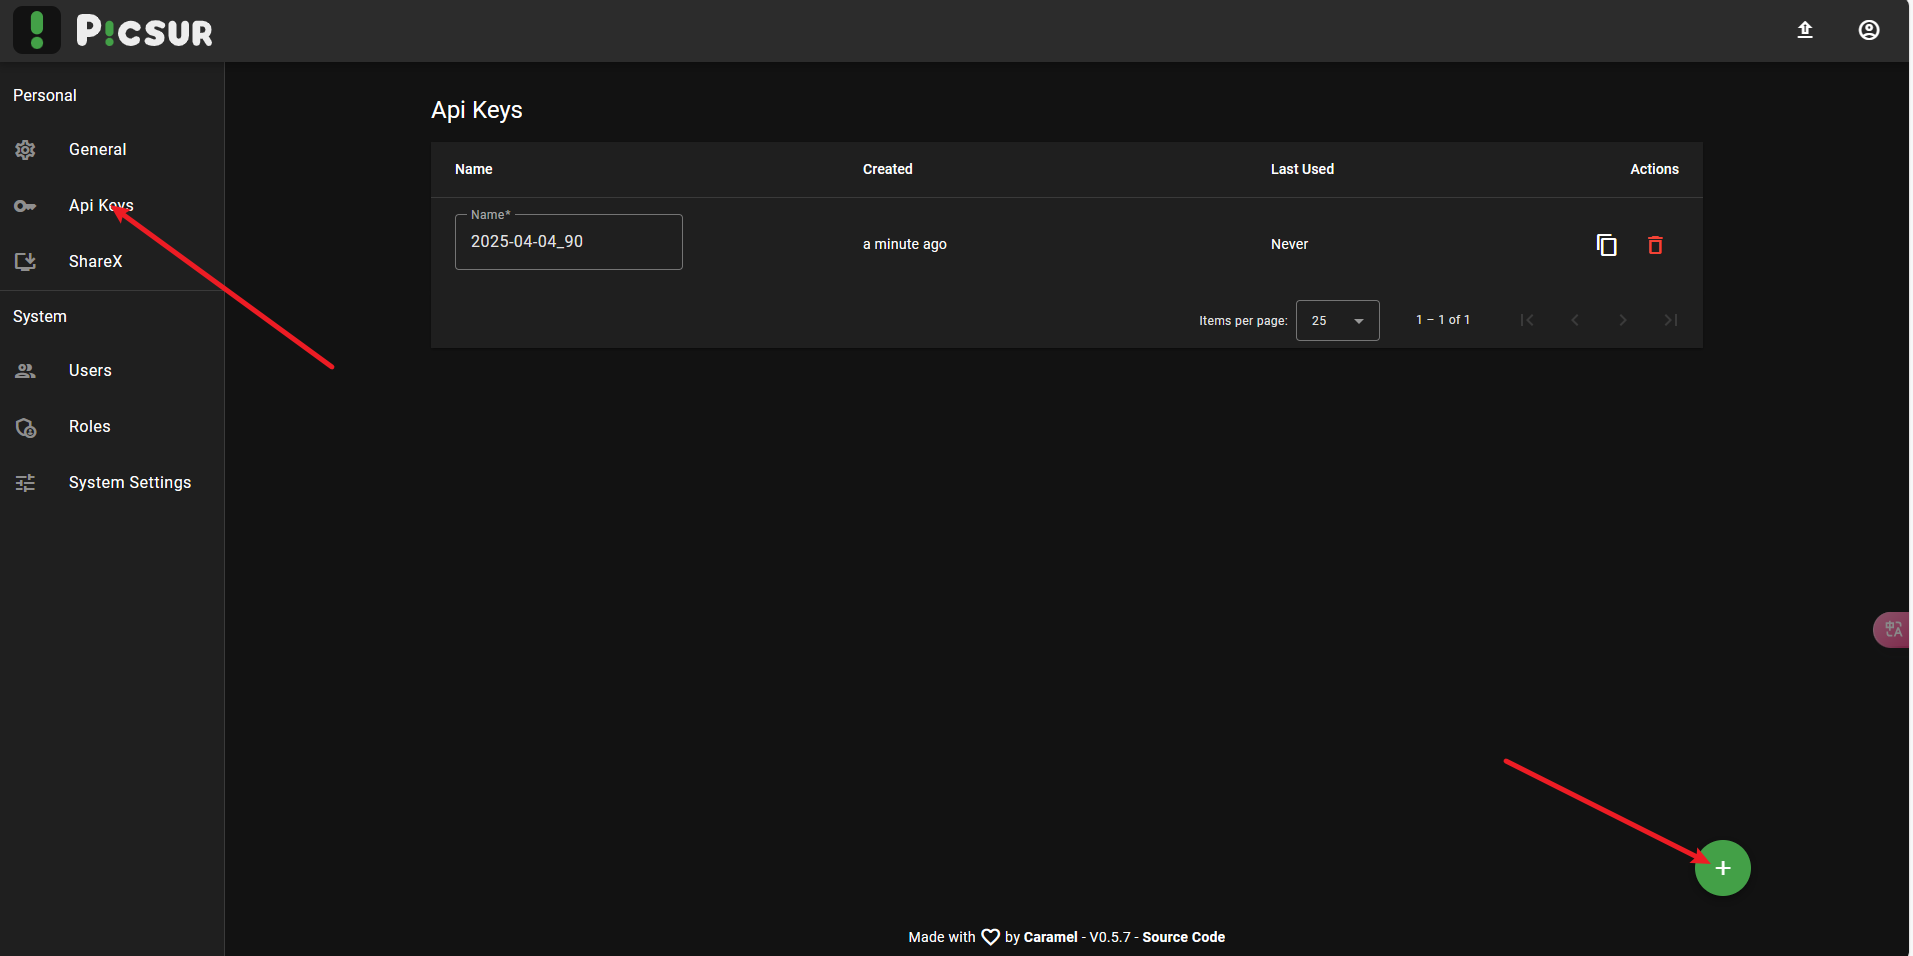 P!CSUR
Personal
General
Api Keys
ShareX
System
Users
Roles
System Settings
Api Keys
Name Created Last Used Actions
Name*
2025-04-04_90 a minute ago Never
Items per page: 25 1 – 1 of 1
中A
+
Made with by Caramel - V0.5.7 - Source Code